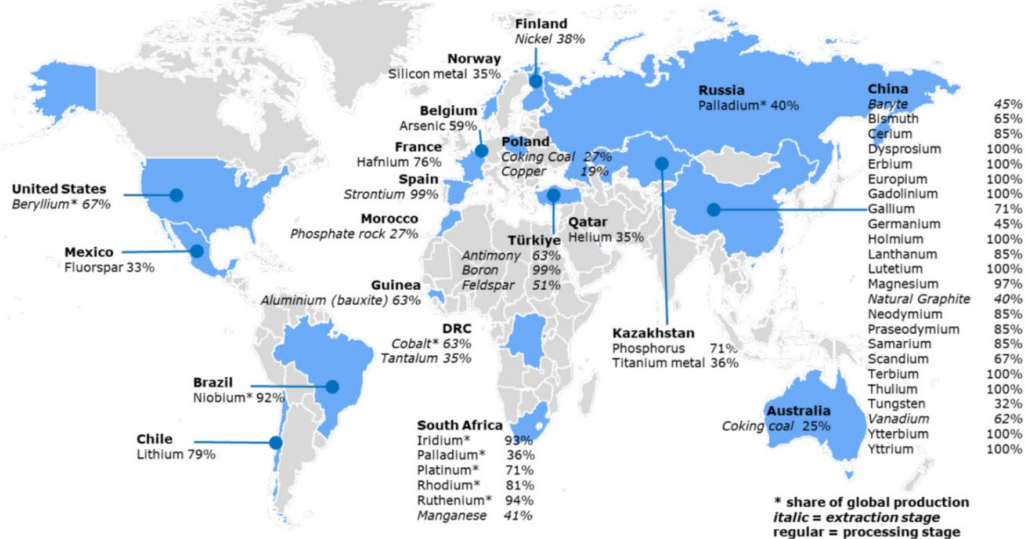 Finland
Nickel 38%
Norway
Silicon metal 35%
Belgium
Arsenic 59%
France
Hafnium 76%
Spain
Strontium 99%
Morocco
Phosphate rock 27%
Poland
Coking Coal 27%
Copper 19%
Russia
Palladium* 40%
United States
Beryllium* 67%
Mexico
Fluorspar 33%
Türkiye
Antimony 63%
Boron 99%
Feldspar 51%
Qatar
Helium 35%
Guinea
Aluminium (bauxite) 63%
DRC
Cobalt* 63%
Tantalum 35%
Kazakhstan
Phosphorus 71%
Titanium metal 36%
Brazil
Niobium* 92%
Chile
Lithium 79%
South Africa
Iridium* 93%
Palladium* 36%
Platinum* 71%
Rhodium* 81%
Ruthenium* 94%
Manganese 41%
Australia
Coking coal 25%
China
Baryte 45%
Bismuth 65%
Cerium 85%
Dysprosium 100%
Erbium 100%
Europium 100%
Gadolinium 100%
Gallium 71%
Germanium 45%
Holmium 100%
Lanthanum 85%
Lutetium 100%
Magnesium 97%
Natural Graphite 40%
Neodymium 85%
Praseodymium 85%
Samarium 85%
Scandium 67%
Terbium 100%
Thulium 100%
Tungsten 32%
Vanadium 62%
Ytterbium 100%
Yttrium 100%
* share of global production
italic = extraction stage
regular = processing stage